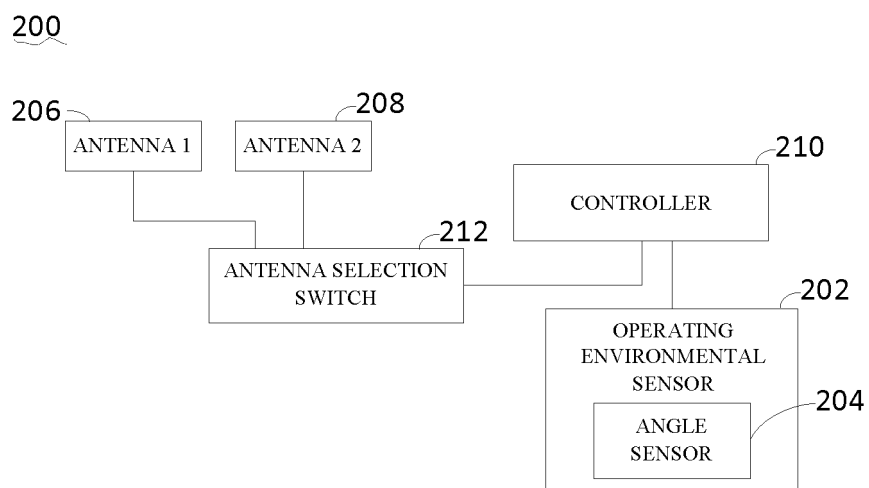 200
206
208
ANTENNA 1
ANTENNA 2
210
CONTROLLER
212
ANTENNA SELECTION
SWITCH
202
OPERATING
ENVIRONMENTAL
SENSOR
204
ANGLE
SENSOR